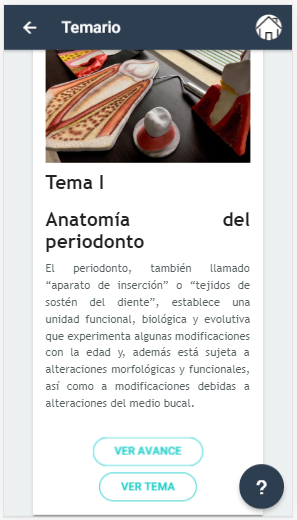 Temario
Tema I
Anatomía del
periodonto
El periodonto, también llamado
“aparato de inserción” o “tejidos de
sostén del diente”, establece una
unidad funcional, biológica y evolutiva
que experimenta algunas modificaciones
con la edad y, además está sujeta a
alteraciones morfológicas y funcionales,
así como a modificaciones debidas a
alteraciones del medio bucal.
VER AVANCE
VER TEMA
?